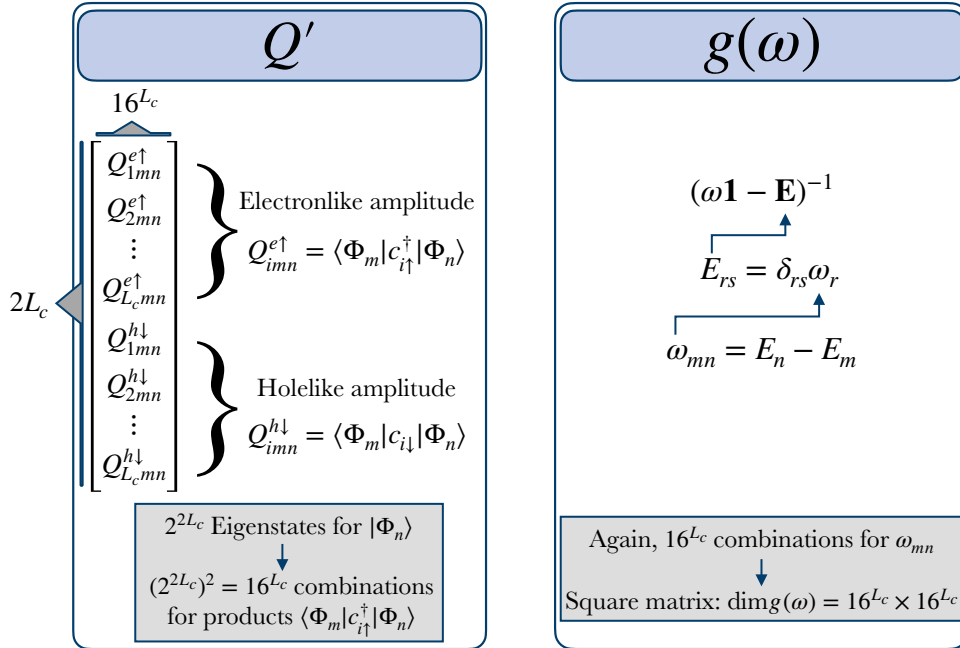 Q′
16^{L_c}
Q^{e↑}_{1mn}
Q^{e↑}_{2mn}
⋮
Q^{e↑}_{L_c mn}
Q^{h↓}_{1mn}
Q^{h↓}_{2mn}
⋮
Q^{h↓}_{L_c mn}
2L_c
Electronlike amplitude
Q^{e↑}_{imn} = ⟨Φ_m|c^†_{i↑}|Φ_n⟩
Holelike amplitude
Q^{h↓}_{imn} = ⟨Φ_m|c_{i↓}|Φ_n⟩
2^{2L_c} Eigenstates for |Φ_n⟩
(2^{2L_c})^2 = 16^{L_c} combinations
for products ⟨Φ_m|c^†_{i↑}|Φ_n⟩
g(ω)
(ω1 − E)^{−1}
E_{rs} = δ_{rs}ω_r
ω_{mn} = E_n − E_m
Again, 16^{L_c} combinations for ω_{mn}
Square matrix: dim g(ω) = 16^{L_c} × 16^{L_c}